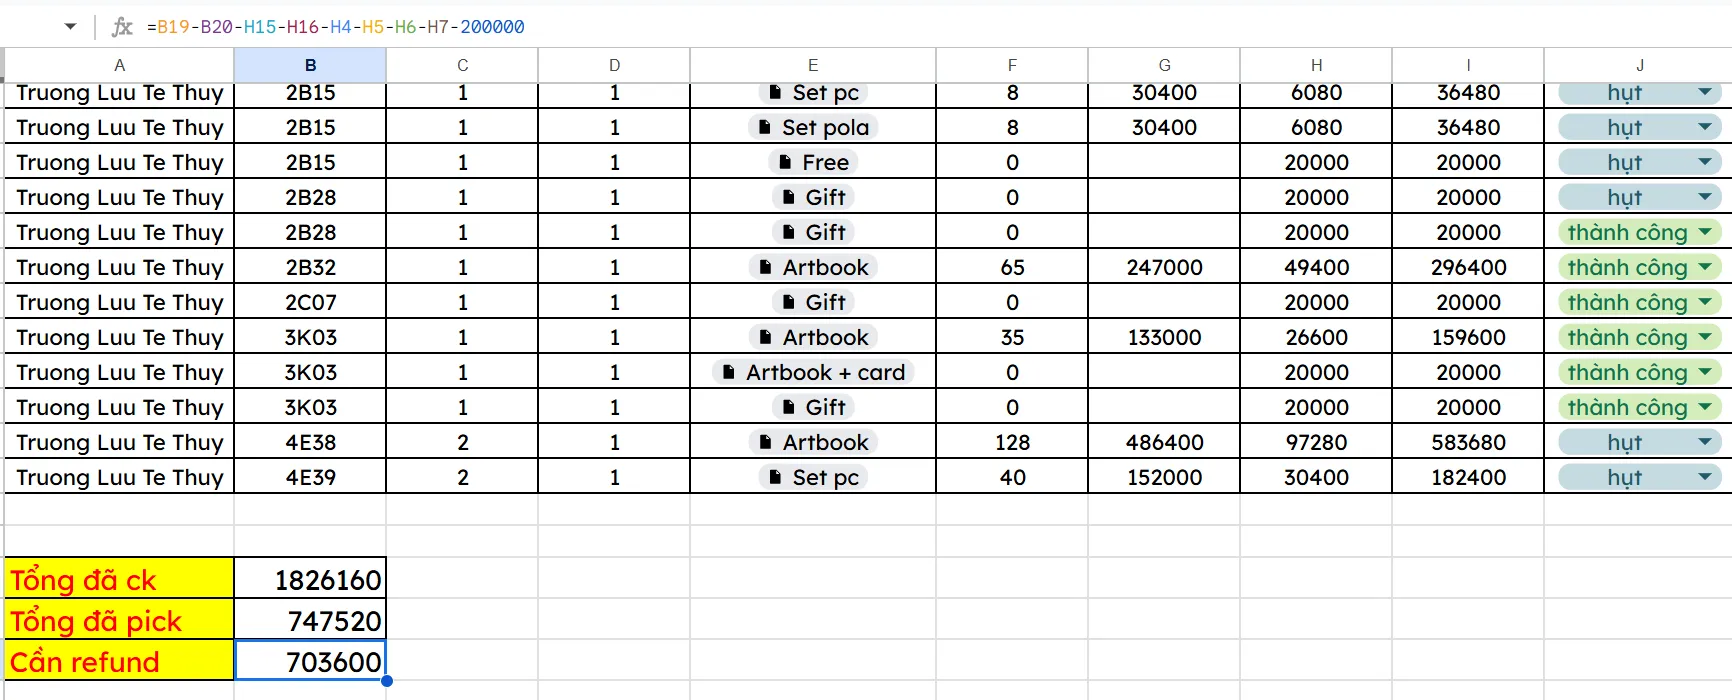 fx =B19-B20-H15-H16-H4-H5-H6-H7-200000
A B C D E F G H I J
Truong Luu Te Thuy 2B15 1 1 Set pc 8 30400 6080 36480 hụt
Truong Luu Te Thuy 2B15 1 1 Set pola 8 30400 6080 36480 hụt
Truong Luu Te Thuy 2B15 1 1 Free 0 20000 20000 hụt
Truong Luu Te Thuy 2B28 1 1 Gift 0 20000 20000 hụt
Truong Luu Te Thuy 2B28 1 1 Gift 0 20000 20000 thành công
Truong Luu Te Thuy 2B32 1 1 Artbook 65 247000 49400 296400 thành công
Truong Luu Te Thuy 2C07 1 1 Gift 0 20000 20000 thành công
Truong Luu Te Thuy 3K03 1 1 Artbook 35 133000 26600 159600 thành công
Truong Luu Te Thuy 3K03 1 1 Artbook + card 0 20000 20000 thành công
Truong Luu Te Thuy 3K03 1 1 Gift 0 20000 20000 thành công
Truong Luu Te Thuy 4E38 2 1 Artbook 128 486400 97280 583680 hụt
Truong Luu Te Thuy 4E39 2 1 Set pc 40 152000 30400 182400 hụt
Tổng đã ck 1826160
Tổng đã pick 747520
Cần refund 703600